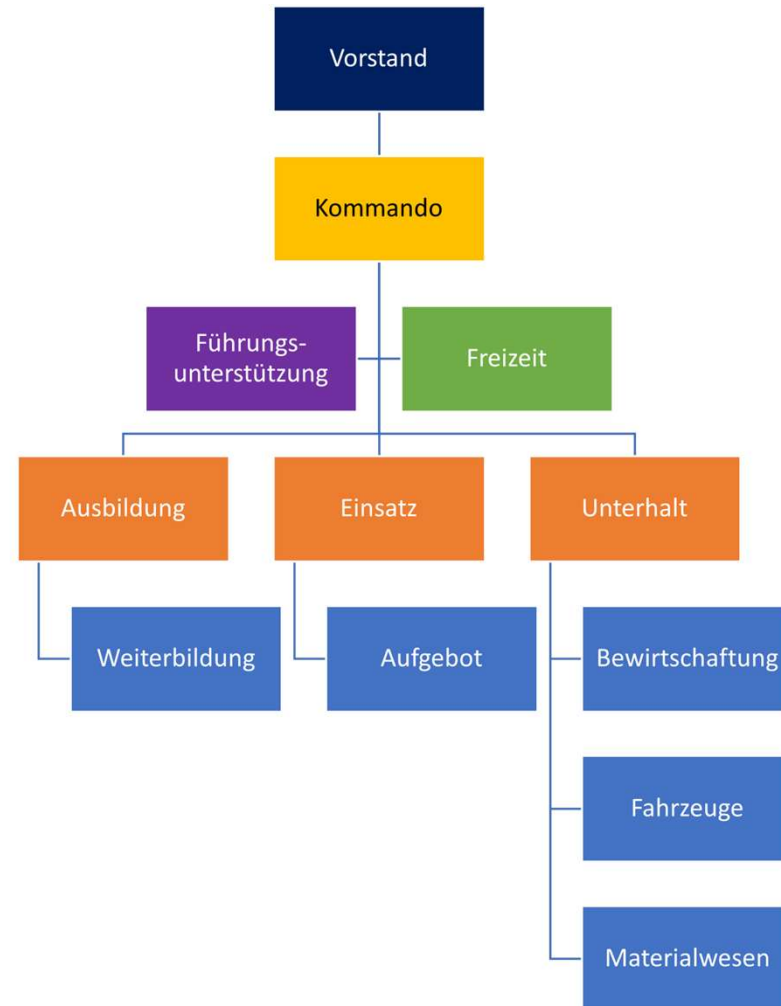 Vorstand
Kommando
Führungs-
unterstützung
Freizeit
Ausbildung
Einsatz
Unterhalt
Weiterbildung
Aufgebot
Bewirtschaftung
Fahrzeuge
Materialwesen